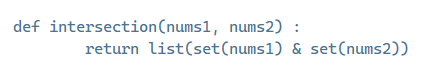 def intersection(nums1, nums2) :
        return list(set(nums1) & set(nums2))